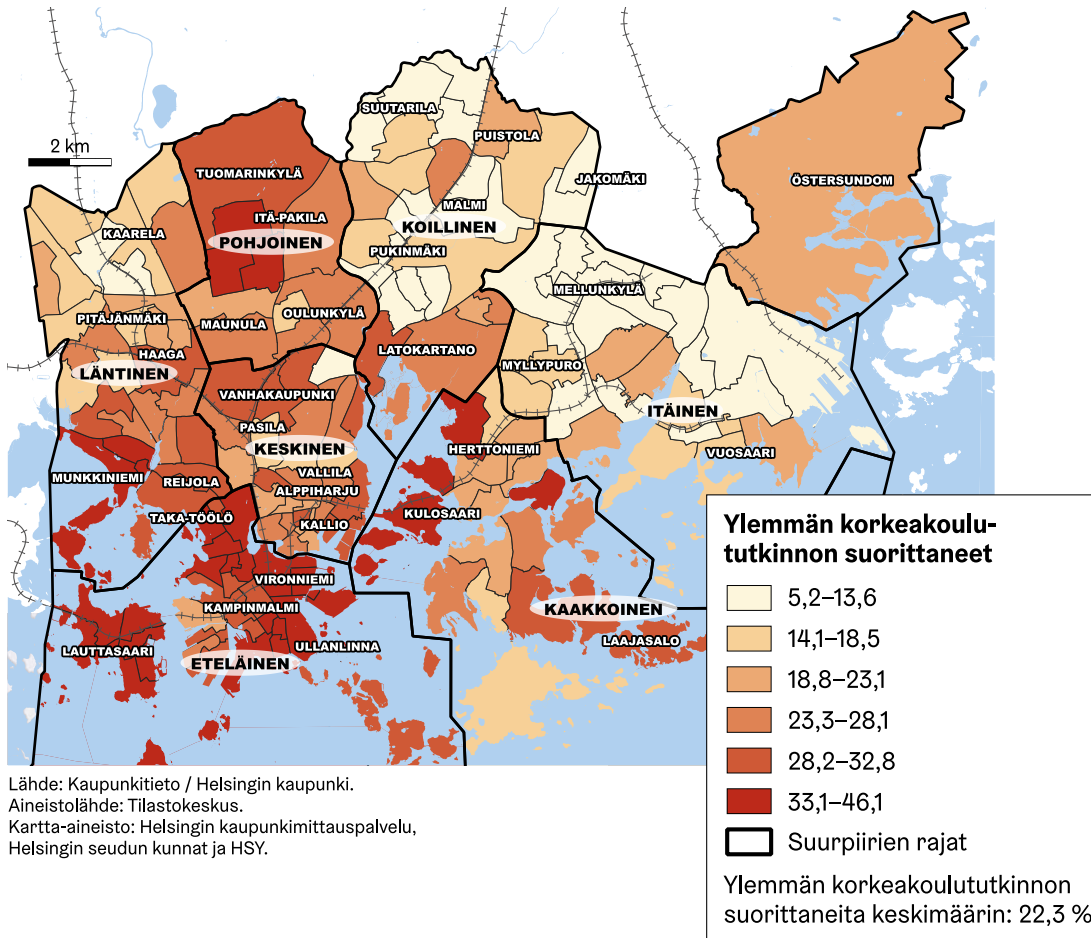 2 km
SUUTARILA
PUISTOLA
TUOMARINKYLÄ
JAKOMÄKI
ÖSTERSUNDOM
MALMI
ITÄ-PAKILA
KOILLINEN
KAARELA
POHJOINEN
PUKINMÄKI
MELLUNKYLÄ
PITÄJÄNMÄKI
MAUNULA
OULUNKYLÄ
HAAGA
LATOKARTANO
LÄNTINEN
MYLLYPURO
VANHAKAUPUNKI
ITÄINEN
PASILA
KESKINEN
HERTTONIEMI
VUOSAARI
MUNKKINIEMI
REIJOLA
VALLILA
ALPPIHARJU
KULOSAARI
TAKA-TÖÖLÖ
KALLIO
VIRONNIEMI
KAMPINMALMI
KAAKKOINEN
LAUTTASAARI
ULLANLINNA
LAAJASALO
ETELÄINEN
Ylemmän korkeakoulu-
tutkinnon suorittaneet
5,2–13,6
14,1–18,5
18,8–23,1
23,3–28,1
28,2–32,8
33,1–46,1
Suurpiirien rajat
Ylemmän korkeakoulututkinnon
suorittaneita keskimäärin: 22,3 %
Lähde: Kaupunkitieto / Helsingin kaupunki.
Aineistolähde: Tilastokeskus.
Kartta-aineisto: Helsingin kaupunkimittauspalvelu,
Helsingin seudun kunnat ja HSY.